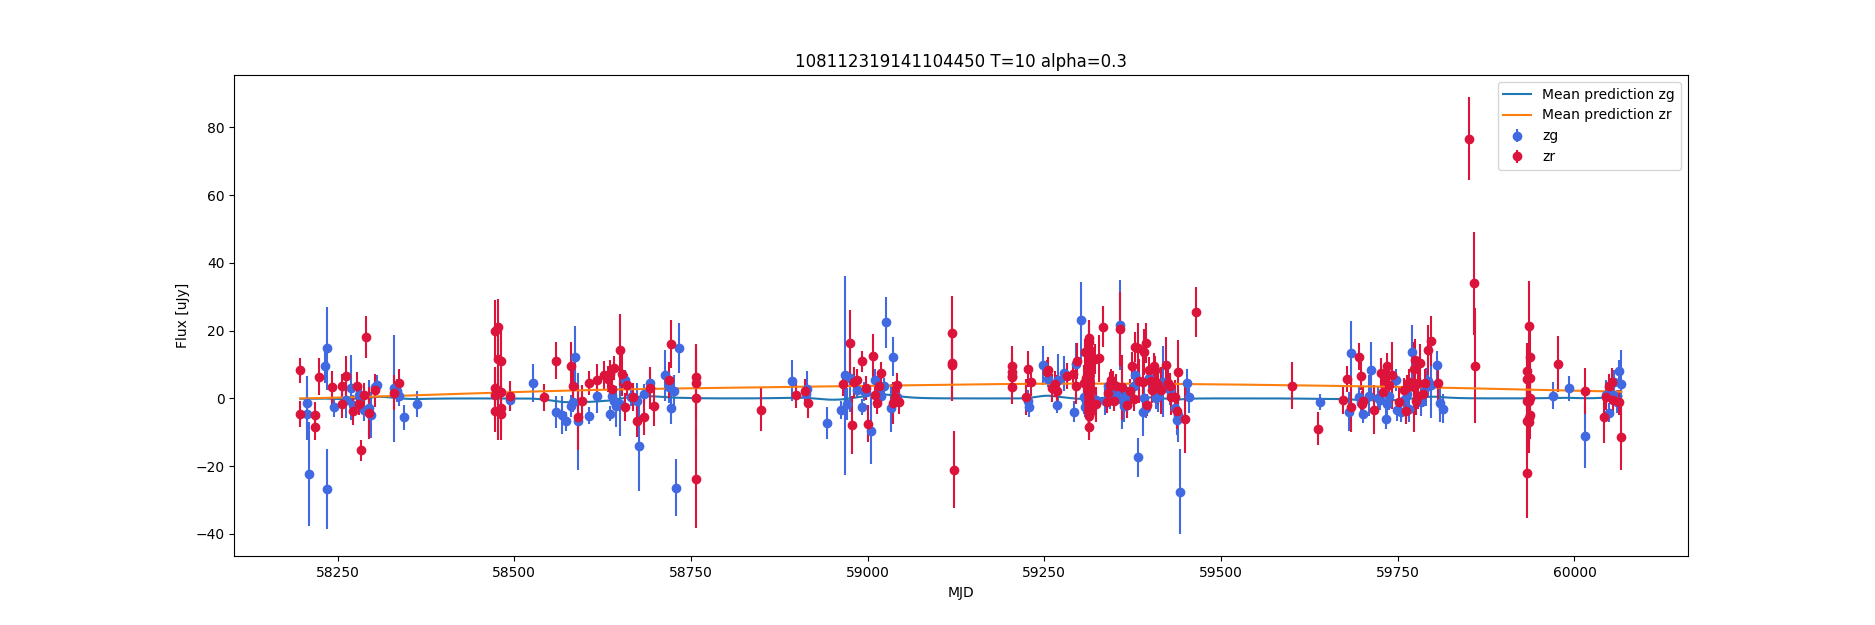 108112319141104450 T=10 alpha=0.3
Mean prediction zg
Mean prediction zr
zg
zr
Flux [uJy]
80
60
40
20
0
−20
−40
58250 58500 58750 59000 59250 59500 59750 60000
MJD